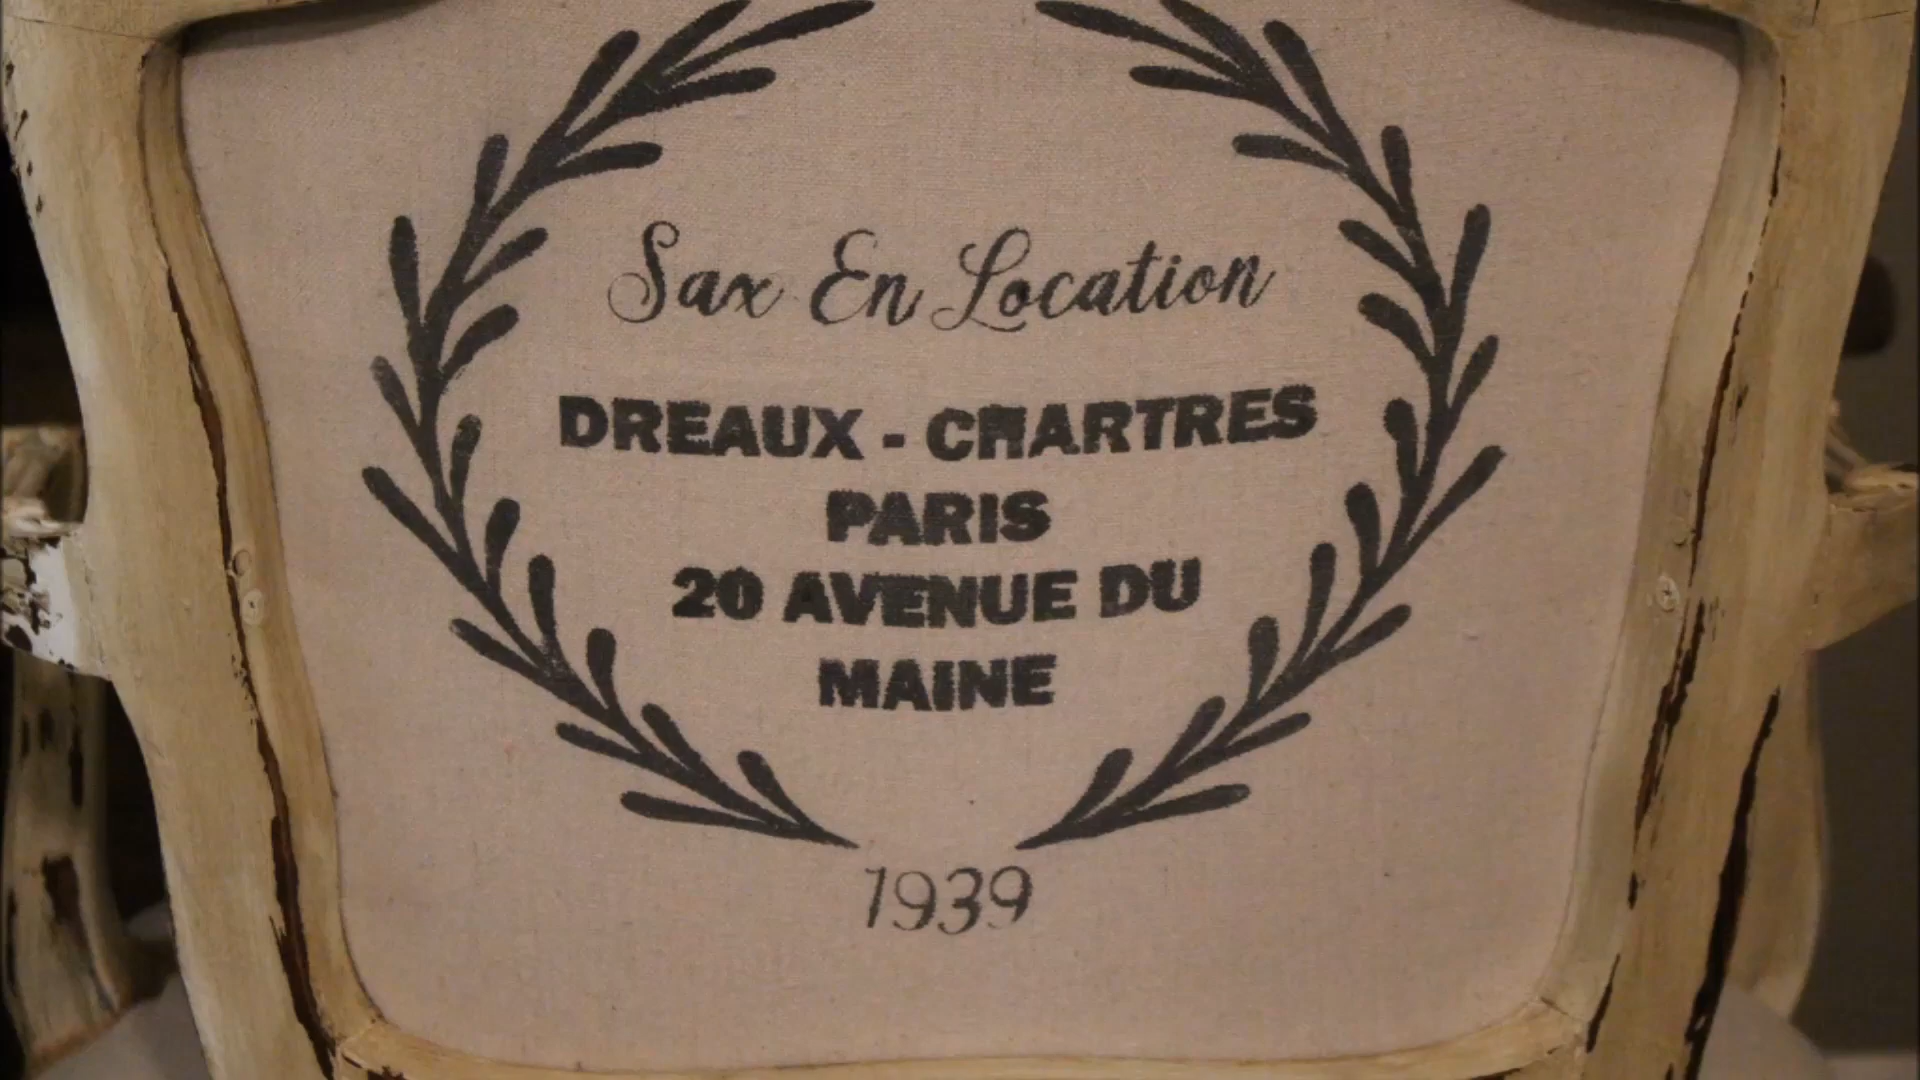 Sax En Location
DREAUX - CHARTRES
PARIS
20 AVENUE DU
MAINE
1939